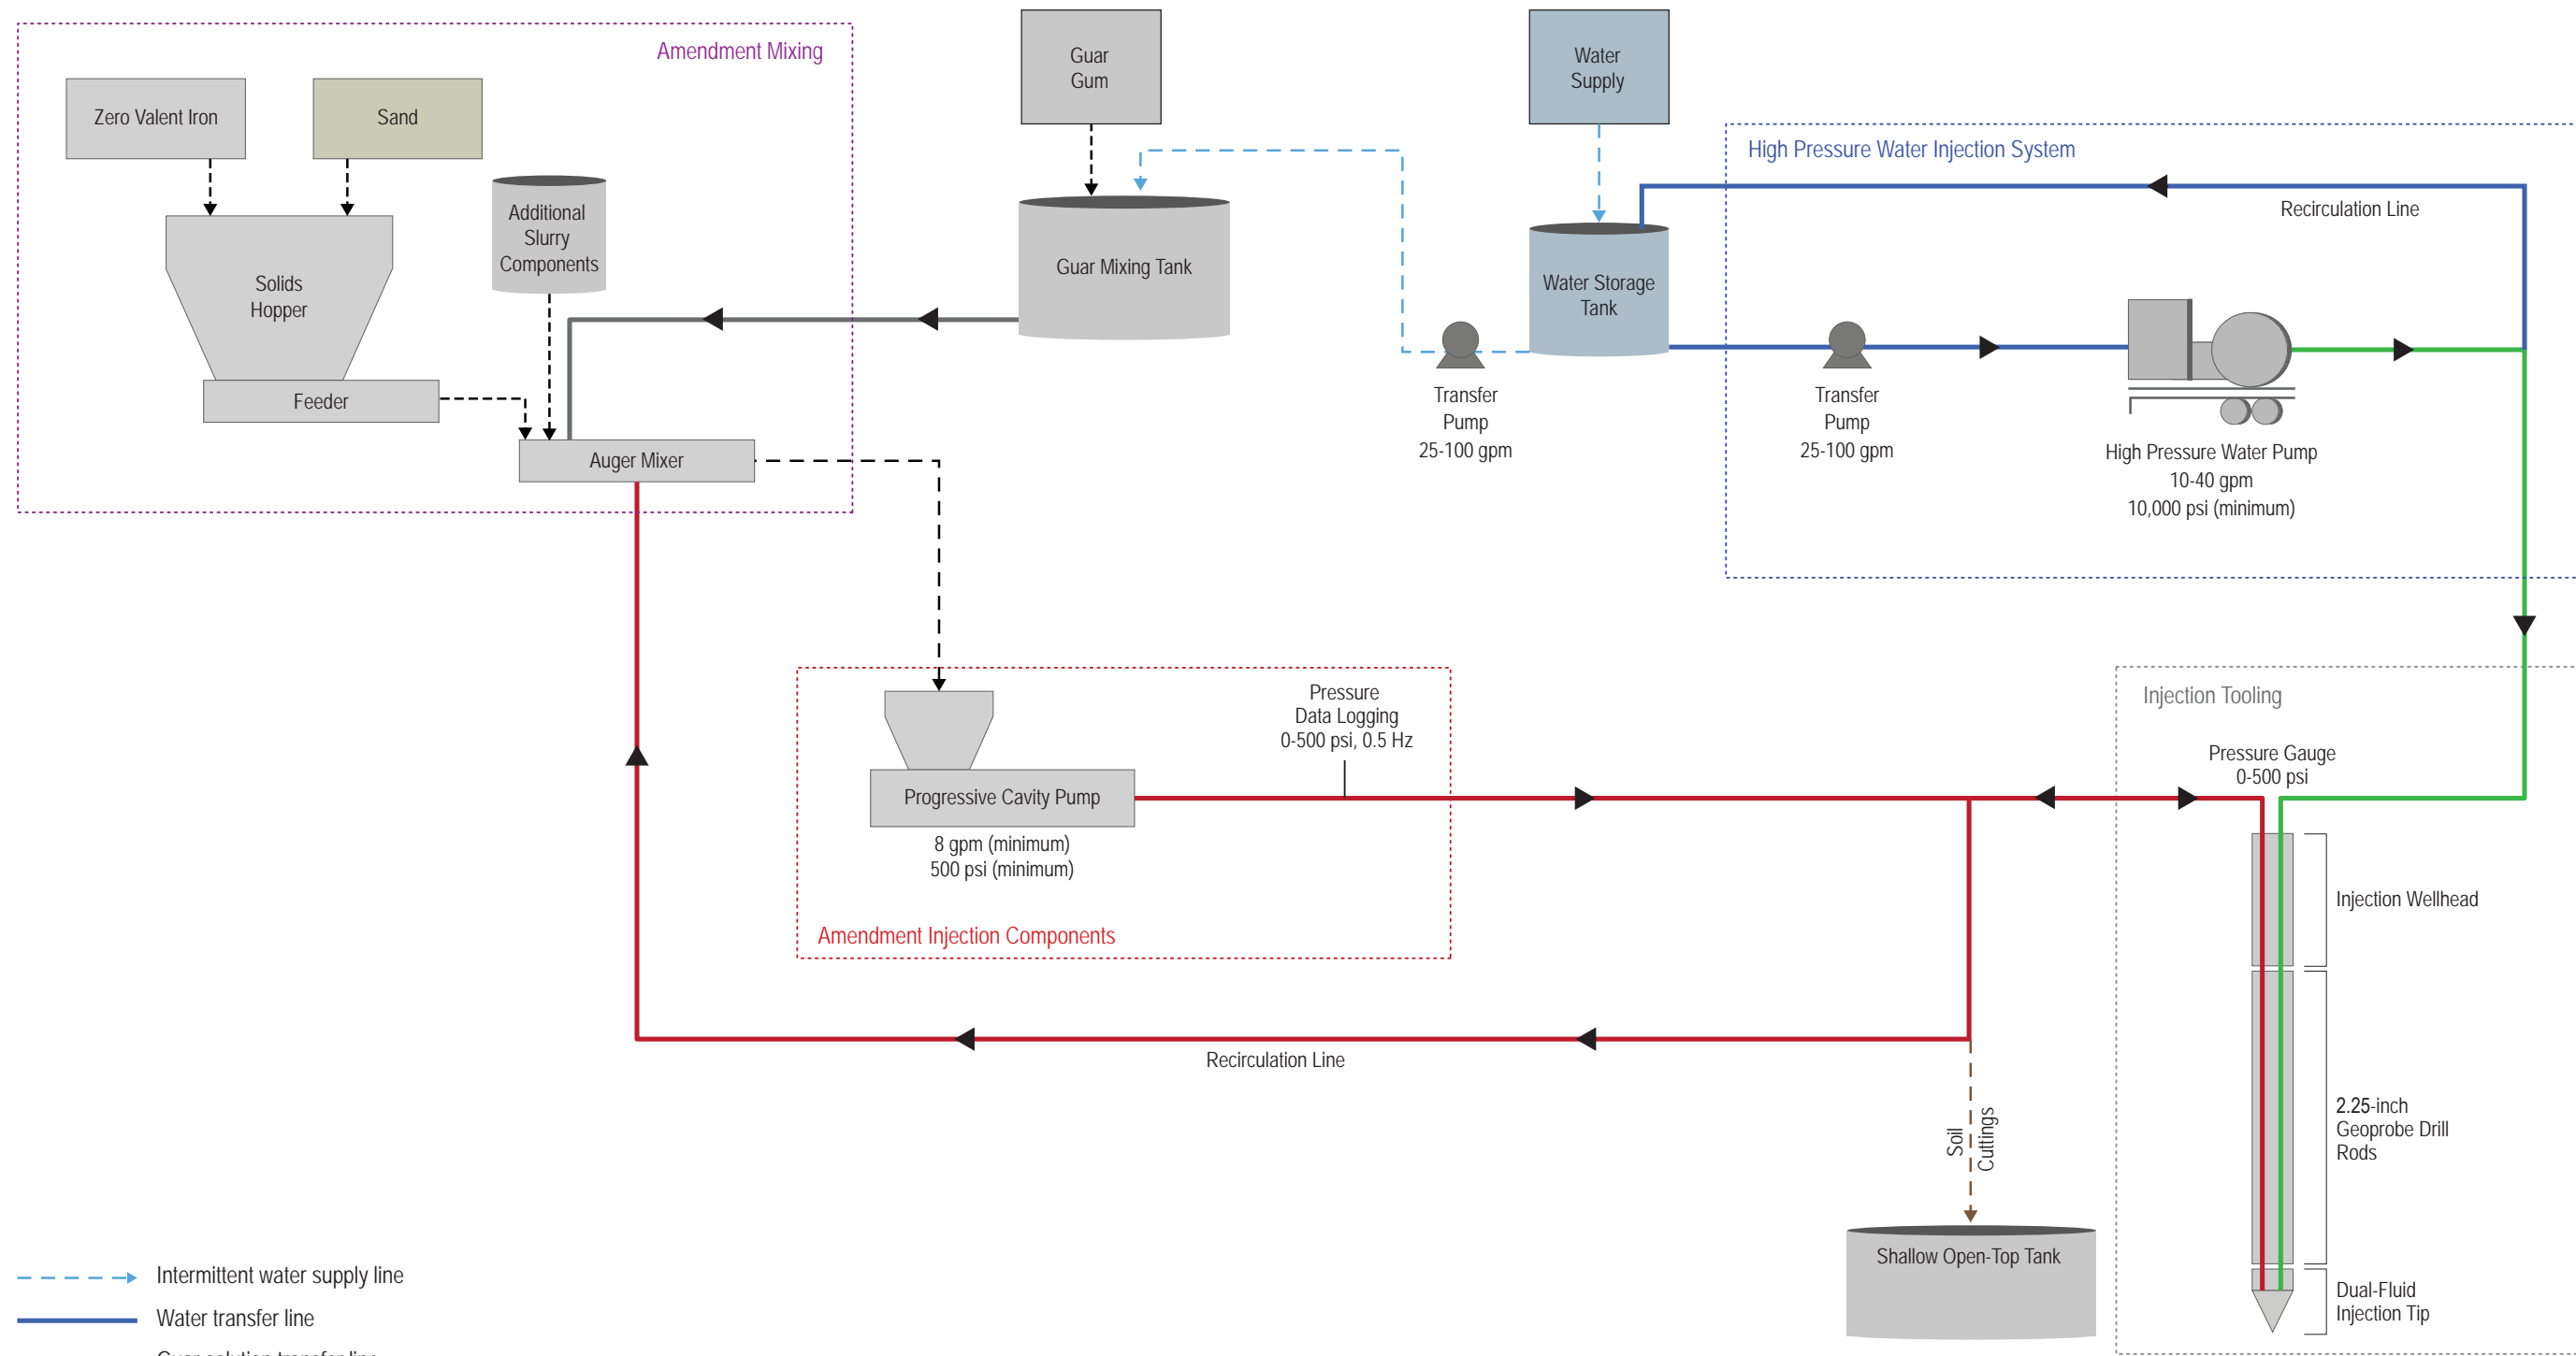 Amendment Mixing
Zero Valent Iron
Sand
Solids
Hopper
Feeder
Additional
Slurry
Components
Auger Mixer
Guar
Gum
Guar Mixing Tank
Water
Supply
Water Storage
Tank
Transfer
Pump
25-100 gpm
High Pressure Water Injection System
Recirculation Line
Transfer
Pump
25-100 gpm
High Pressure Water Pump
10-40 gpm
10,000 psi (minimum)
Progressive Cavity Pump
8 gpm (minimum)
500 psi (minimum)
Pressure
Data Logging
0-500 psi, 0.5 Hz
Amendment Injection Components
Recirculation Line
Soil
Cuttings
Shallow Open-Top Tank
Injection Tooling
Pressure Gauge
0-500 psi
Injection Wellhead
2.25-inch
Geoprobe Drill
Rods
Dual-Fluid
Injection Tip
Intermittent water supply line
Water transfer line
Guar solution transfer line